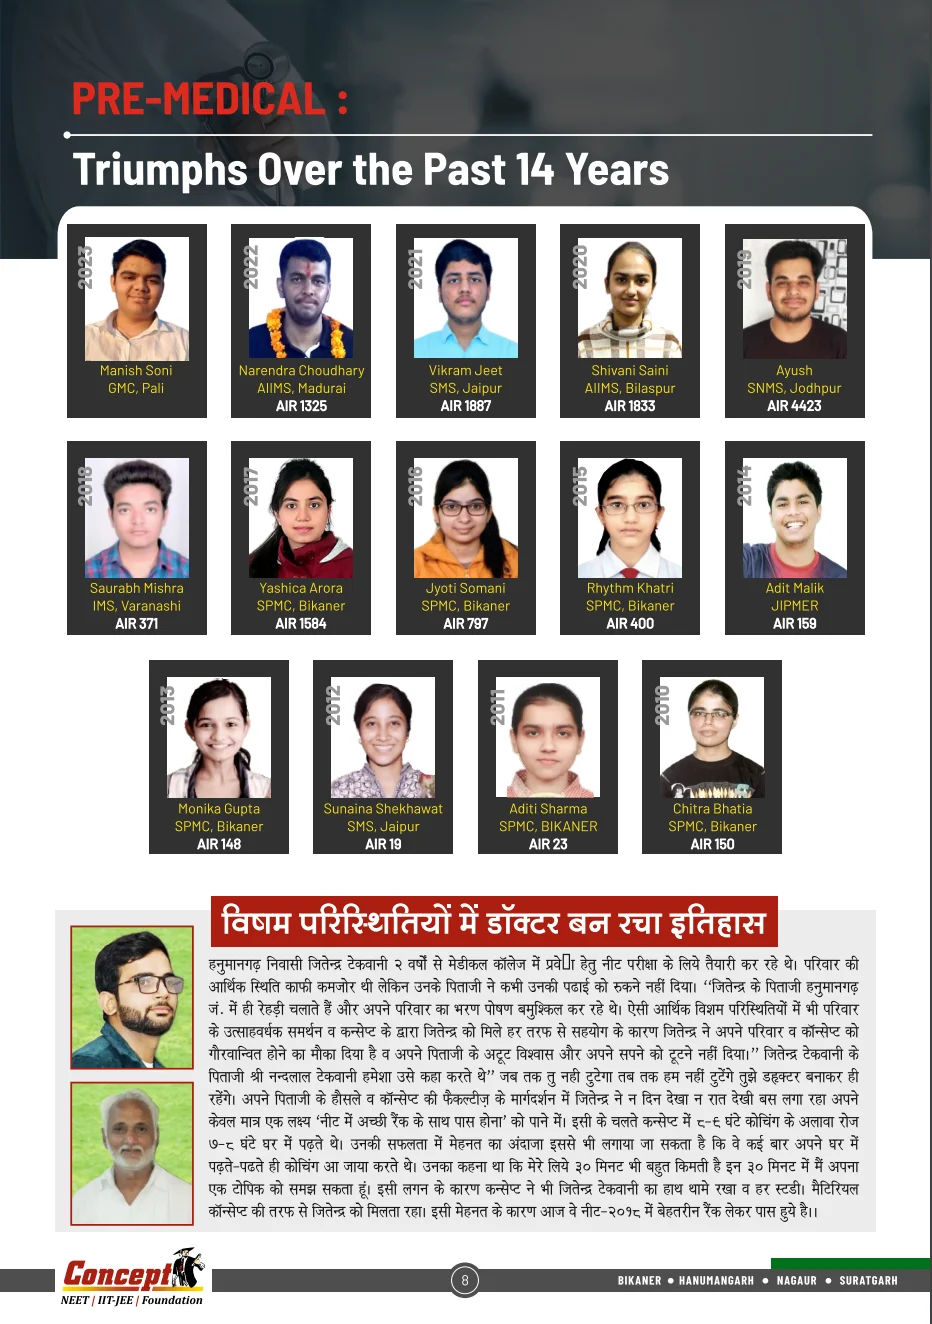 PRE-MEDICAL :
Triumphs Over the Past 14 Years
2023
Manish Soni
GMC, Pali
2022
Narendra Choudhary
AIIMS, Madurai
AIR 1325
2021
Vikram Jeet
SMS, Jaipur
AIR 1887
2020
Shivani Saini
AIIMS, Bilaspur
AIR 1833
2019
Ayush
SNMS, Jodhpur
AIR 4423
2018
Saurabh Mishra
IMS, Varanashi
AIR 371
2017
Yashica Arora
SPMC, Bikaner
AIR 1584
2016
Jyoti Somani
SPMC, Bikaner
AIR 797
2015
Rhythm Khatri
SPMC, Bikaner
AIR 400
2014
Adit Malik
JIPMER
AIR 159
2013
Monika Gupta
SPMC, Bikaner
AIR 148
2012
Sunaina Shekhawat
SMS, Jaipur
AIR 19
2011
Aditi Sharma
SPMC, BIKANER
AIR 23
2010
Chitra Bhatia
SPMC, Bikaner
AIR 150
विषम परिस्थितियों में डॉक्टर बन रचा इतिहास
हनुमानगढ़ निवासी जितेन्द्र टेकवानी २ वर्षों से मेडीकल कॉलेज में हेतु नीट परीक्षा के लिये तैयारी कर रहे थे। परिवार की
आर्थिक स्थिति काफी कमजोर थी लेकिन उनके पिताजी ने कभी उनकी पढाई को रुकने नहीं दिया। ‘‘जितेन्द्र के पिताजी हनुमानगढ़
जं. में ही रेहड़ी चलाते हैं और अपने परिवार का भरण पोषण बमुश्किल कर रहे थे। ऐसी आर्थिक विशम परिस्थितियों में भी परिवार
के उत्साहवर्धक समर्थन व कन्सेप्ट के द्वारा जितेन्द्र को मिले हर तरफ से सहयोग के कारण जितेन्द्र ने अपने परिवार व कॉन्सेप्ट को
गौरवान्वित होने का मौका दिया है व अपने पिताजी के अटूट विश्वास और अपने सपने को टूटने नहीं दिया।’’ जितेन्द्र टेकवानी के
पिताजी श्री नन्दलाल टेकवानी हमेशा उसे कहा करते थे’’ जब तक तु नही टुटेगा तब तक हम नहीं टुटेंगे तुझे डहृक्टर बनाकर ही
रहेंगे। अपने पिताजी के हौसले व कॉन्सेप्ट की फैकल्टीज़ के मार्गदर्शन में जितेन्द्र ने न दिन देखा न रात देखी बस लगा रहा अपने
केवल मात्र एक लक्ष्य ‘नीट में अच्छी रैंक के साथ पास होना’ को पाने में। इसी के चलते कन्सेप्ट में ८-९ घंटे कोचिंग के अलावा रोज
७-८ घंटे घर में पढ़ते थे। उनकी सफलता में मेहनत का अंदाजा इससे भी लगाया जा सकता है कि वे कई बार अपने घर में
पढ़ते-पढते ही कोचिंग आ जाया करते थे। उनका कहना था कि मेरे लिये ३० मिनट भी बहुत किमती है इन ३० मिनट में मैं अपना
एक टोपिक को समझ सकता हूं। इसी लगन के कारण कन्सेप्ट ने भी जितेन्द्र टेकवानी का हाथ थामे रखा व हर स्टडी। मैटिरियल
कॉन्सेप्ट की तरफ से जितेन्द्र को मिलता रहा। इसी मेहनत के कारण आज वे नीट-२०१८ में बेहतरीन रैंक लेकर पास हुये है।।
Concept
NEET | IIT-JEE | Foundation
8
BIKANER ● HANUMANGARH ● NAGAUR ● SURATGARH